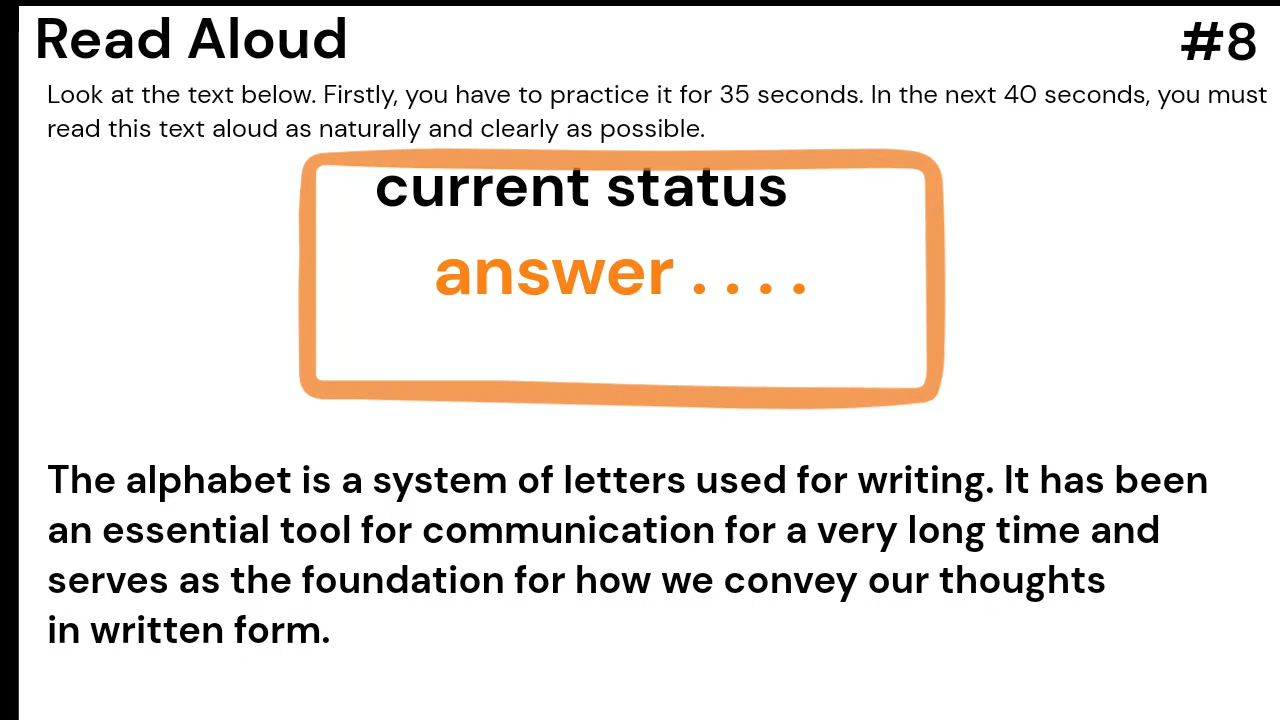 Read Aloud
#8
Look at the text below. Firstly, you have to practice it for 35 seconds. In the next 40 seconds, you must
read this text aloud as naturally and clearly as possible.
current status
answer . . . .
The alphabet is a system of letters used for writing. It has been
an essential tool for communication for a very long time and
serves as the foundation for how we convey our thoughts
in written form.